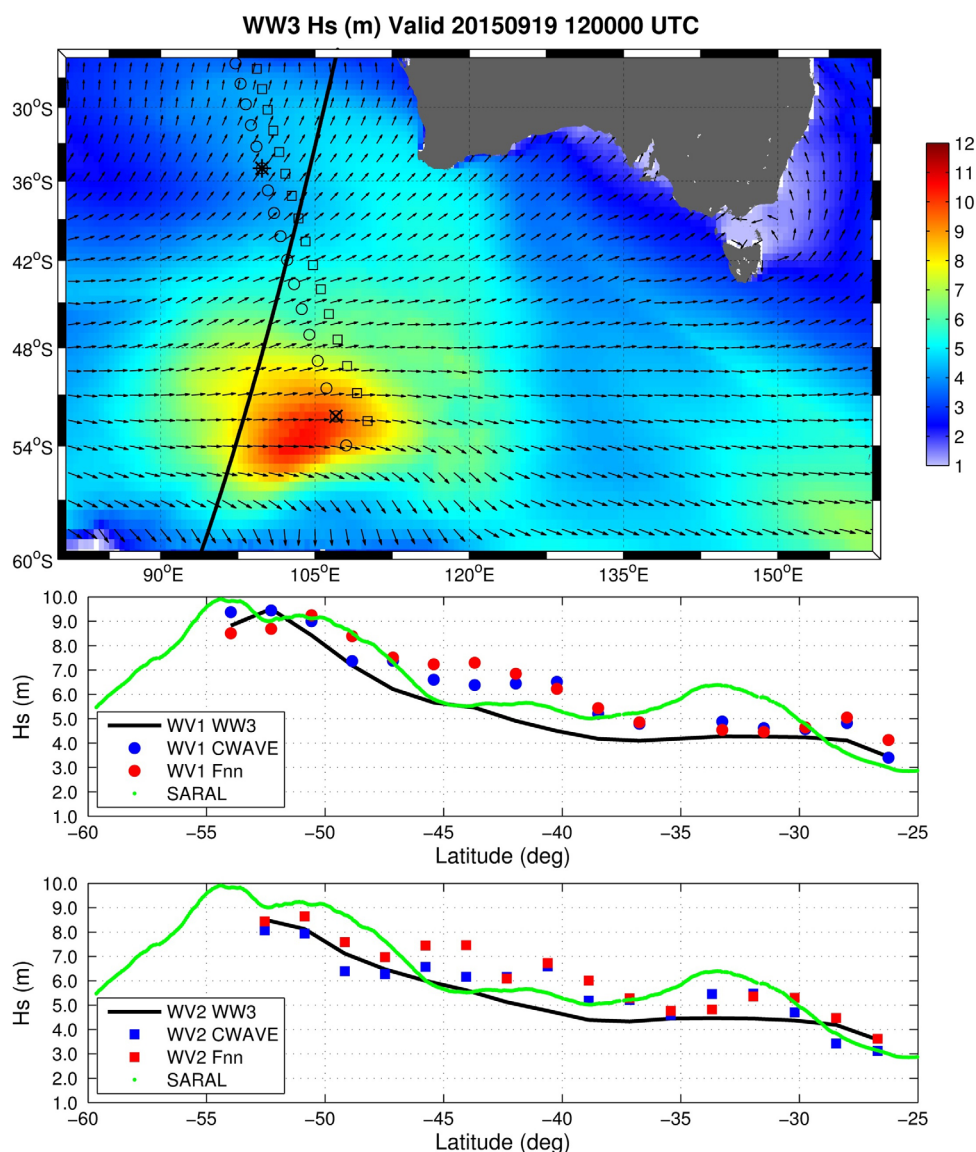 WW3 Hs (m) Valid 20150919 120000 UTC
30°S
36°S
42°S
48°S
54°S
60°S
90°E
105°E
120°E
135°E
150°E
12
11
10
9
8
7
6
5
4
3
2
1
10.0
9.0
8.0
7.0
6.0
5.0
4.0
3.0
2.0
1.0
Hs (m)
WV1 WW3
WV1 CWAVE
WV1 Fnn
SARAL
−60
−55
−50
−45
−40
−35
−30
−25
Latitude (deg)
10.0
9.0
8.0
7.0
6.0
5.0
4.0
3.0
2.0
1.0
Hs (m)
WV2 WW3
WV2 CWAVE
WV2 Fnn
SARAL
−60
−55
−50
−45
−40
−35
−30
−25
Latitude (deg)